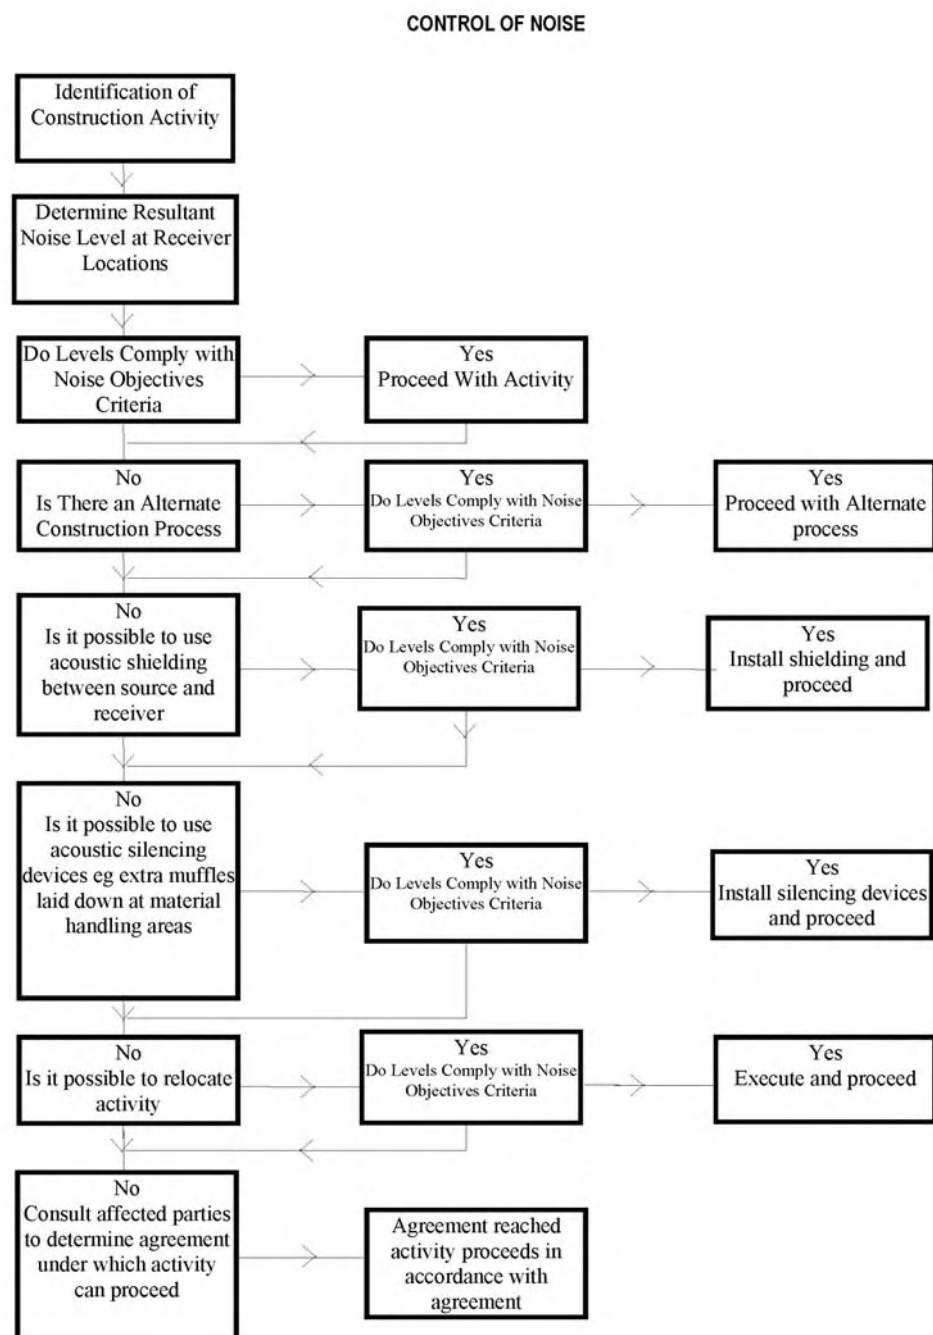 CONTROL OF NOISE
Identification of
Construction Activity
Determine Resultant
Noise Level at Receiver
Locations
Do Levels Comply with
Noise Objectives
Criteria
Yes
Proceed With Activity
No
Is There an Alternate
Construction Process
Yes
Do Levels Comply with Noise
Objectives Criteria
Yes
Proceed with Alternate
process
No
Is it possible to use
acoustic shielding
between source and
receiver
Yes
Do Levels Comply with Noise
Objectives Criteria
Yes
Install shielding and
proceed
No
Is it possible to use
acoustic silencing
devices eg extra muffles
laid down at material
handling areas
Yes
Do Levels Comply with Noise
Objectives Criteria
Yes
Install silencing devices
and proceed
No
Is it possible to relocate
activity
Yes
Do Levels Comply with Noise
Objectives Criteria
Yes
Execute and proceed
No
Consult affected parties
to determine agreement
under which activity
can proceed
Agreement reached
activity proceeds in
accordance with
agreement